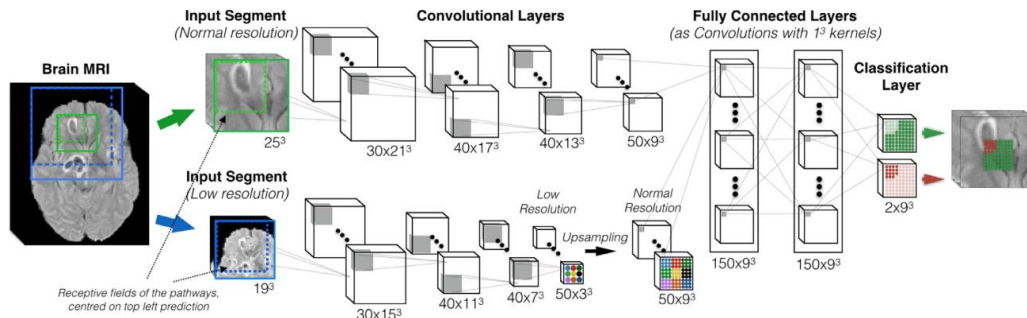 Brain MRI
Input Segment
(Normal resolution)
25³
Convolutional Layers
30x21³
40x17³
40x13³
50x9³
Fully Connected Layers
(as Convolutions with 1³ kernels)
150x9³
150x9³
Classification
Layer
2x9³
Input Segment
(Low resolution)
19³
Receptive fields of the pathways,
centred on top left prediction
30x15³
40x11³
40x7³
50x3³
Low
Resolution
Upsampling
Normal
Resolution
50x9³